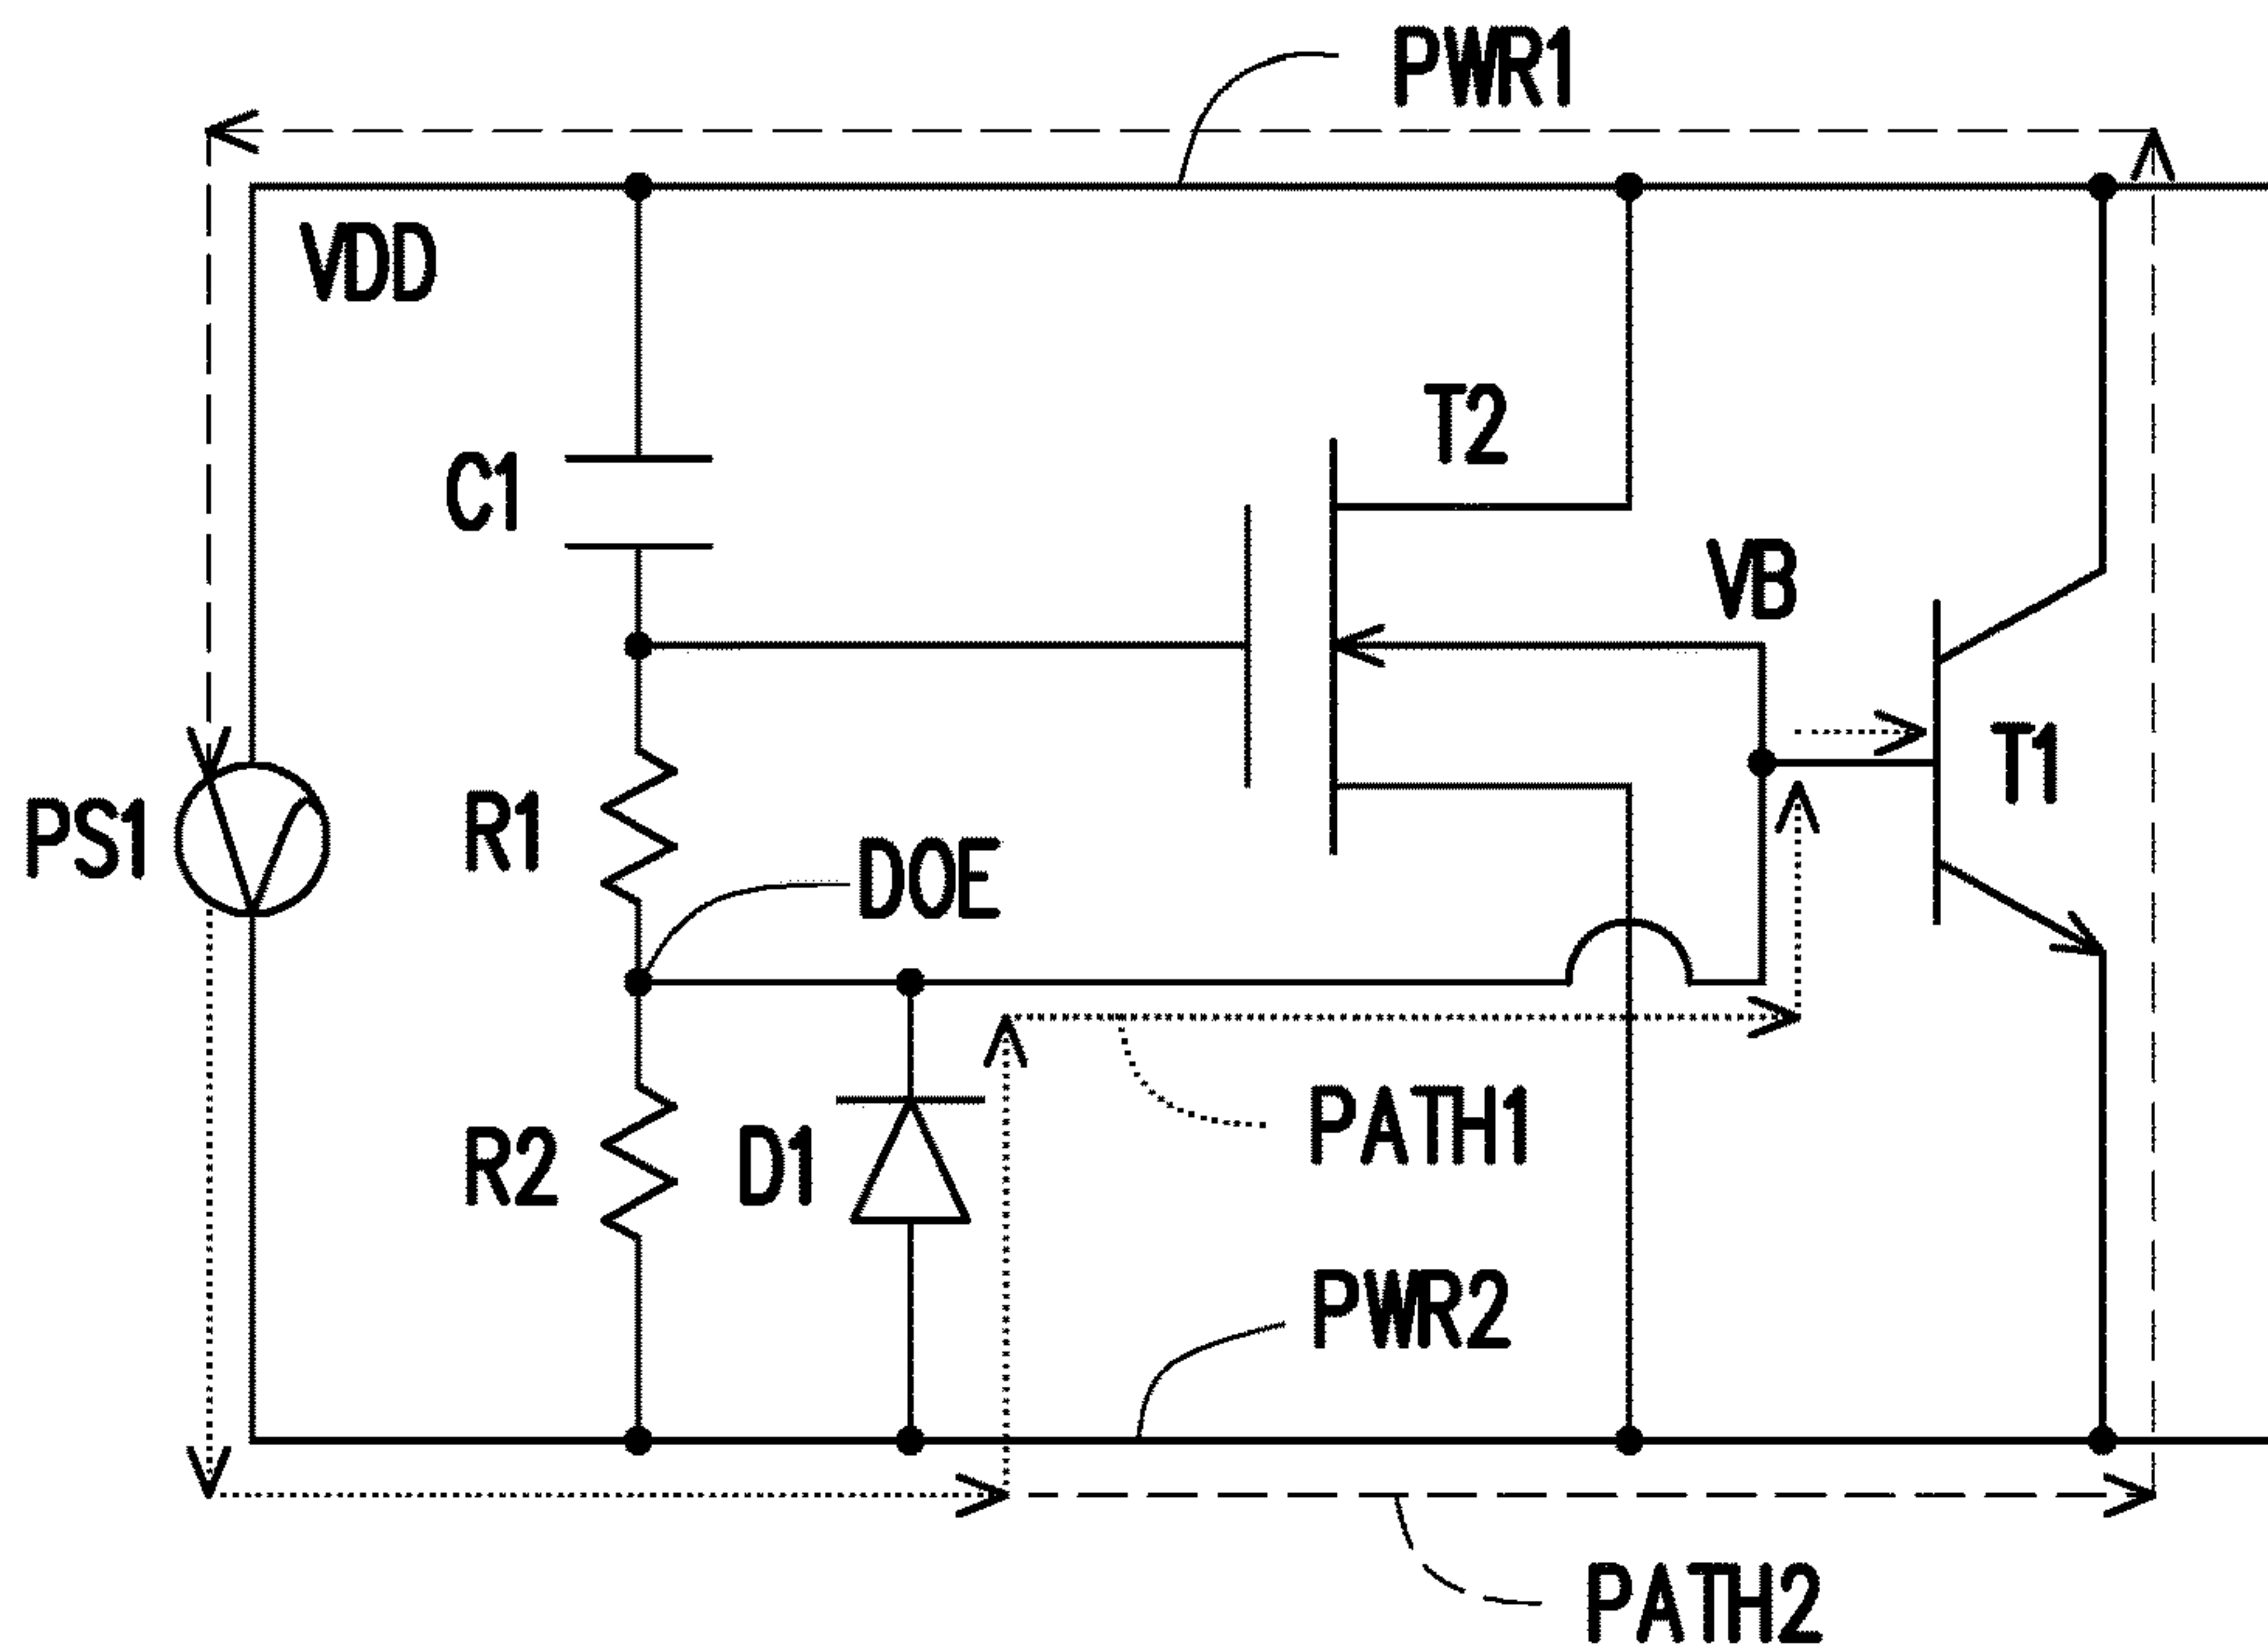 PWR1
VDD
T2
C1
VB
T1
PS1
R1
DOE
PATH1
R2
D1
PWR2
PATH2